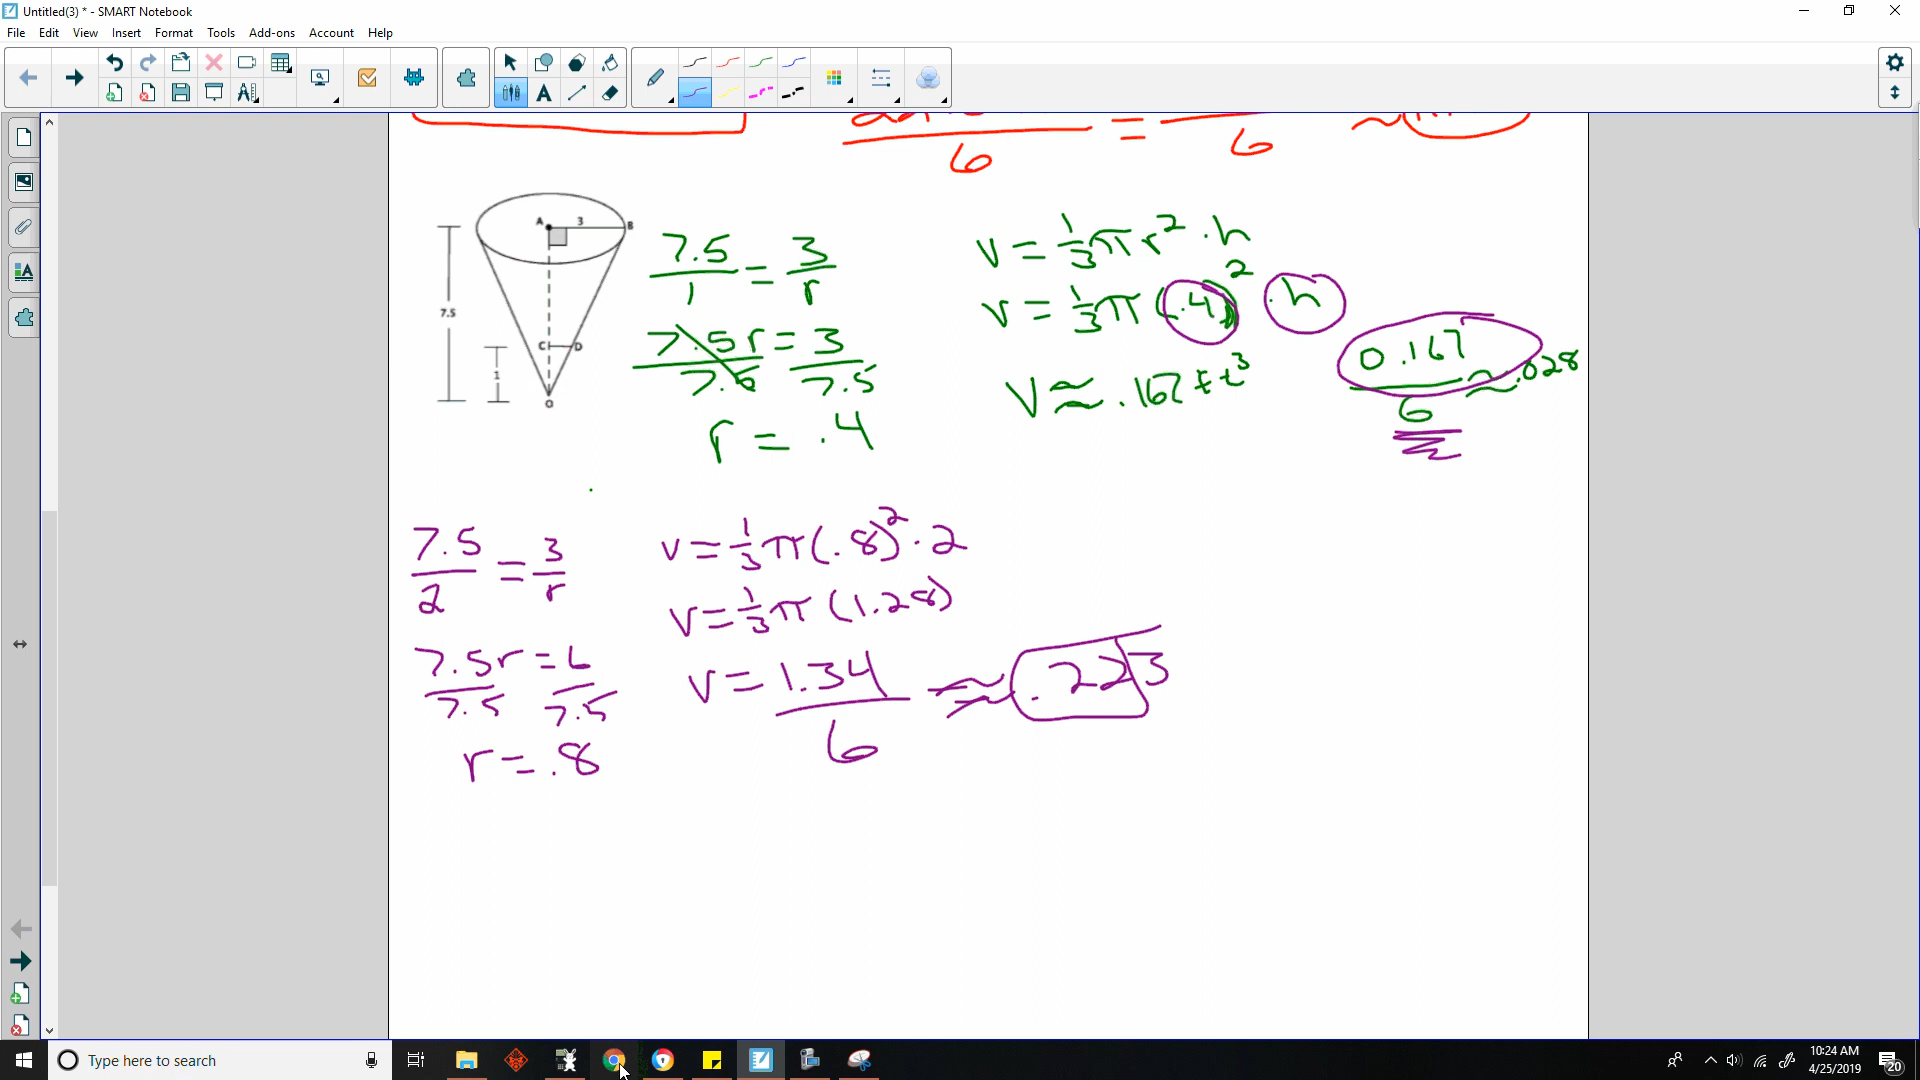 Untitled(3) * - SMART Notebook
File Edit View Insert Format Tools Add-ons Account Help
6 = 6 ≈
A 3 B
7.5
C D
1
O
7.5/1 = 3/r
7.5r/7.5 = 3/7.5
r = .4
V = 1/3 π r² · h
V = 1/3 π (.4)² · h
V ≈ .167 ft³
0.167/6 ≈ .028
7.5/2 = 3/r
7.5r/7.5 = 6/7.5
r = .8
V = 1/3 π (.8)² · 2
V = 1/3 π (1.28)
V = 1.34/6 ≈ .223
Type here to search
10:24 AM
4/25/2019
20